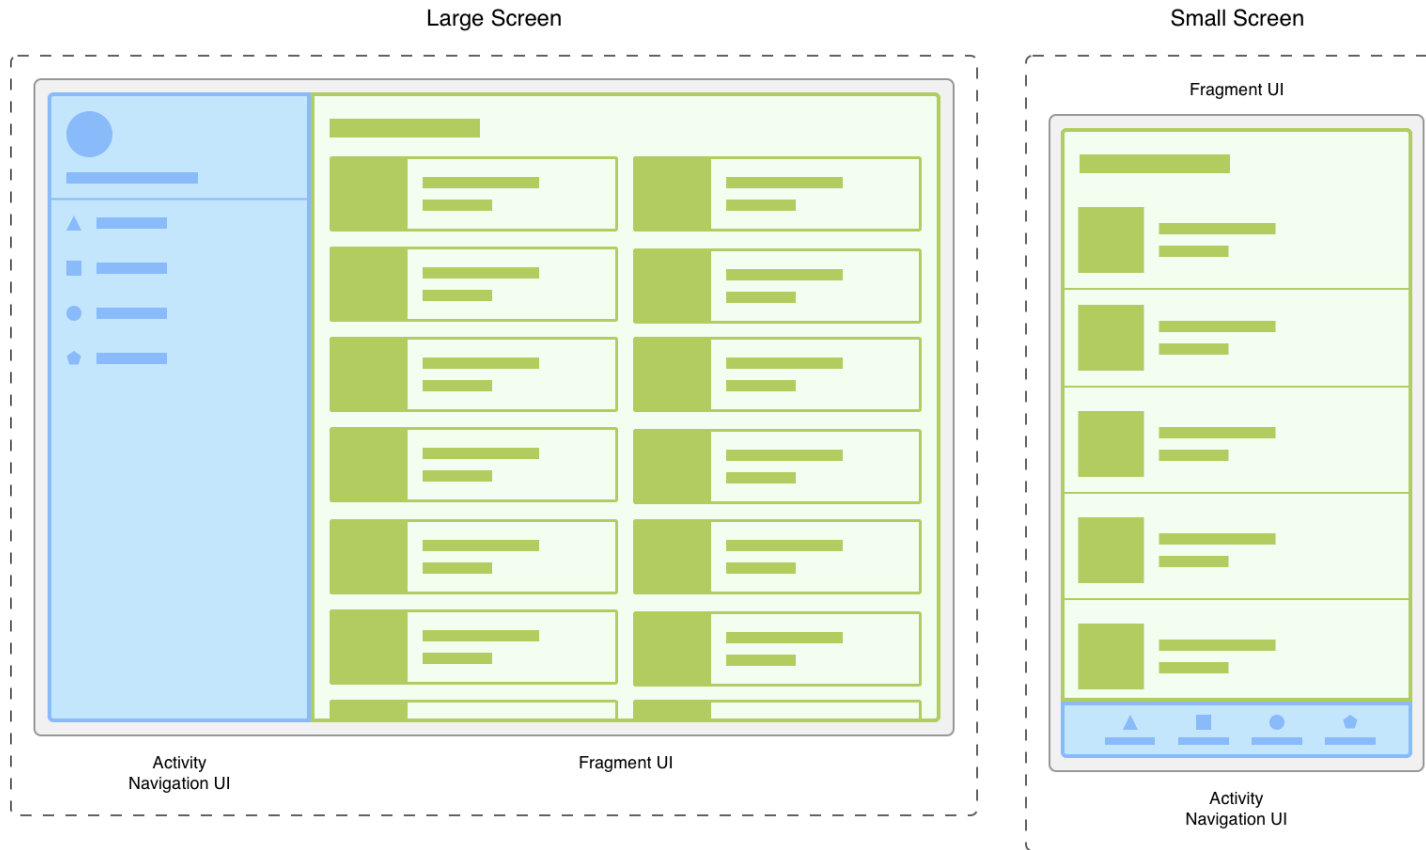 Large Screen
Small Screen
Fragment UI
Activity
Navigation UI
Fragment UI
Activity
Navigation UI